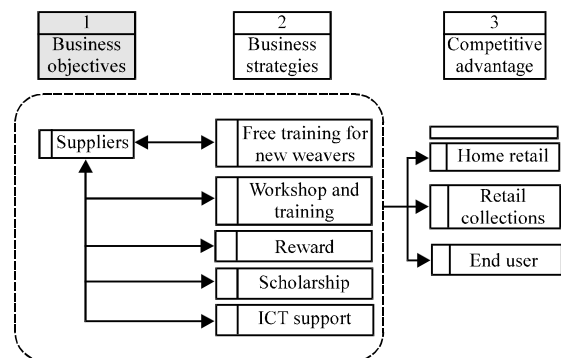 1
Business
objectives
2
Business
strategies
3
Competitive
advantage
Suppliers
Free training for
new weavers
Workshop and
training
Reward
Scholarship
ICT support
Home retail
Retail
collections
End user